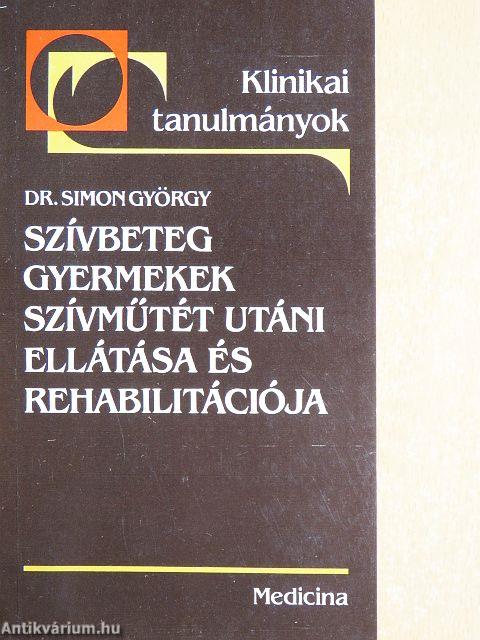 Klinikai
tanulmányok
DR. SIMON GYÖRGY
SZÍVBETEG
GYERMEKEK
SZÍVMŰTÉT UTÁNI
ELLÁTÁSA ÉS
REHABILITÁCIÓJA
Medicina
Antikvárium.hu